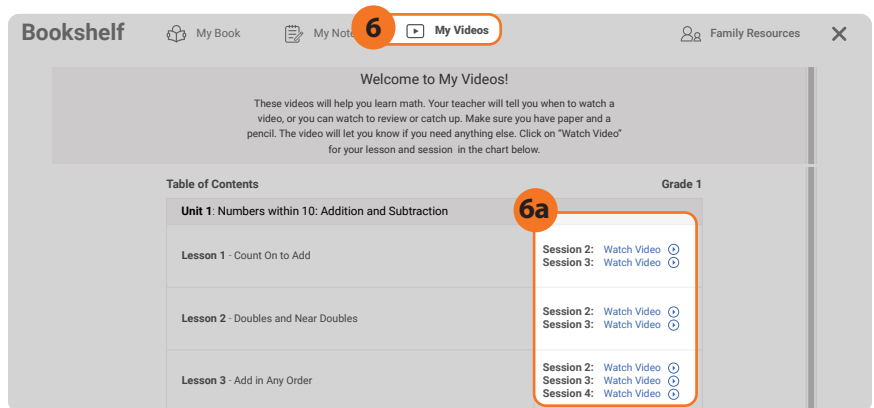 Bookshelf
My Book
My Not
6
My Videos
Family Resources
Welcome to My Videos!
These videos will help you learn math. Your teacher will tell you when to watch a
video, or you can watch to review or catch up. Make sure you have paper and a
pencil. The video will let you know if you need anything else. Click on “Watch Video”
for your lesson and session in the chart below.
Table of Contents
Grade 1
Unit 1: Numbers within 10: Addition and Subtraction
6a
Lesson 1 - Count On to Add
Session 2: Watch Video
Session 3: Watch Video
Lesson 2 - Doubles and Near Doubles
Session 2: Watch Video
Session 3: Watch Video
Lesson 3 - Add in Any Order
Session 2: Watch Video
Session 3: Watch Video
Session 4: Watch Video